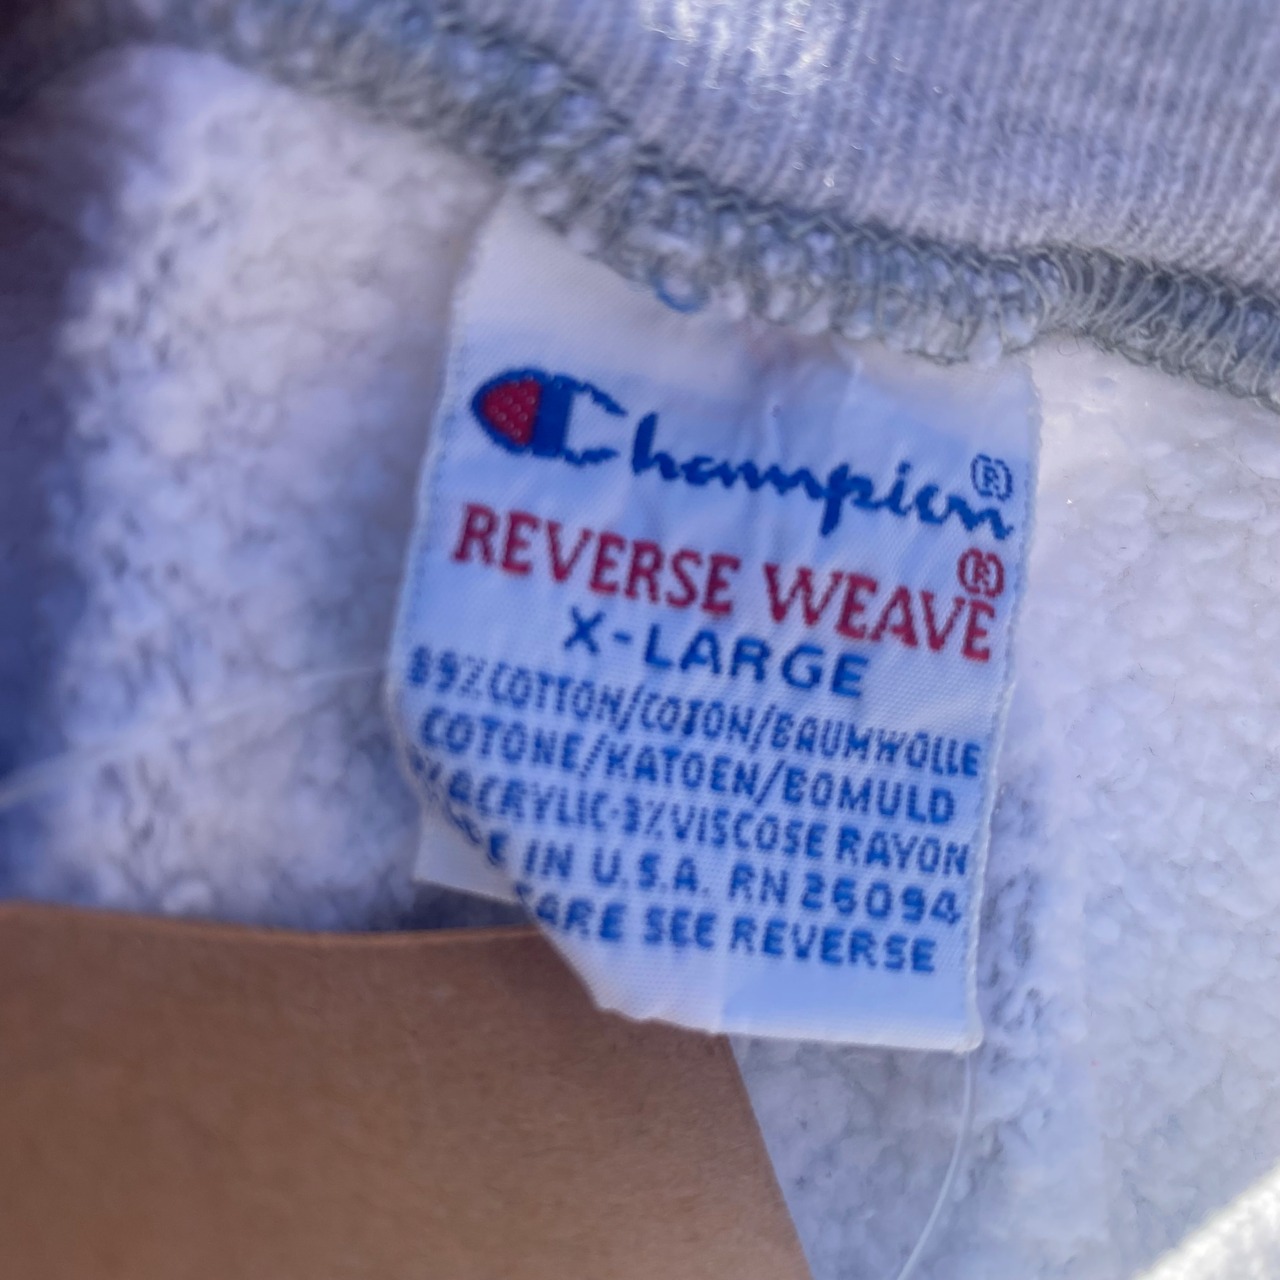 Champion®
REVERSE WEAVE®
X-LARGE
89% COTTON/COTON/BAUMWOLLE
COTONE/KATOEN/BOMULD
% ACRYLIC-3% VISCOSE RAYON
E IN U.S.A. RN 26094
CARE SEE REVERSE